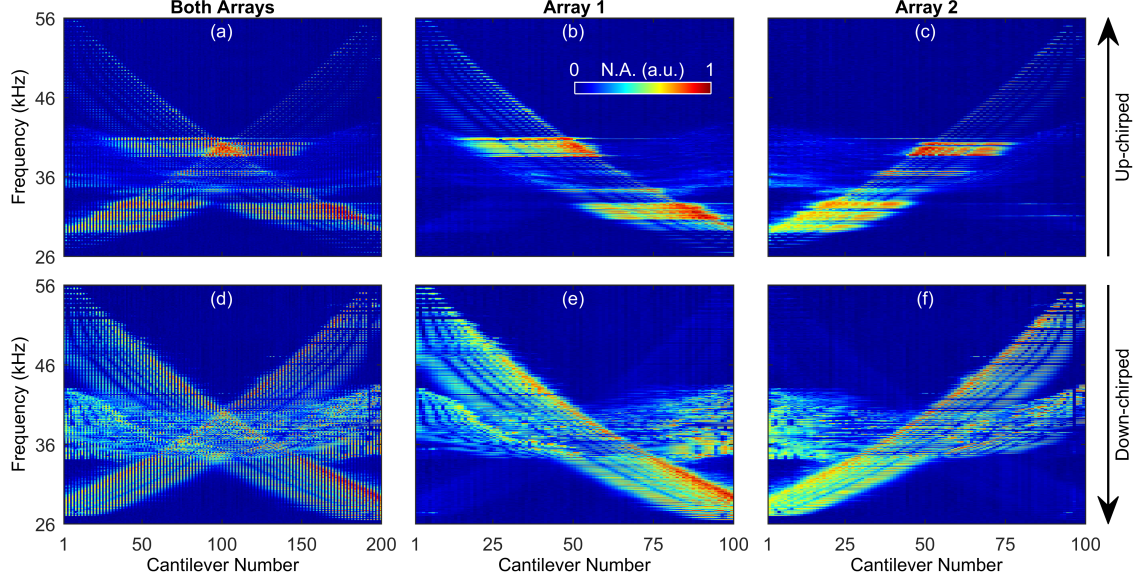 Both Arrays
Array 1
Array 2
56
46
36
26
Frequency (kHz)
(a)
(b)
0 N.A. (a.u.) 1
(c)
Up-chirped
56
46
36
26
Frequency (kHz)
(d)
(e)
(f)
Down-chirped
1 50 100 150 200
Cantilever Number
1 25 50 75 100
Cantilever Number
1 25 50 75 100
Cantilever Number